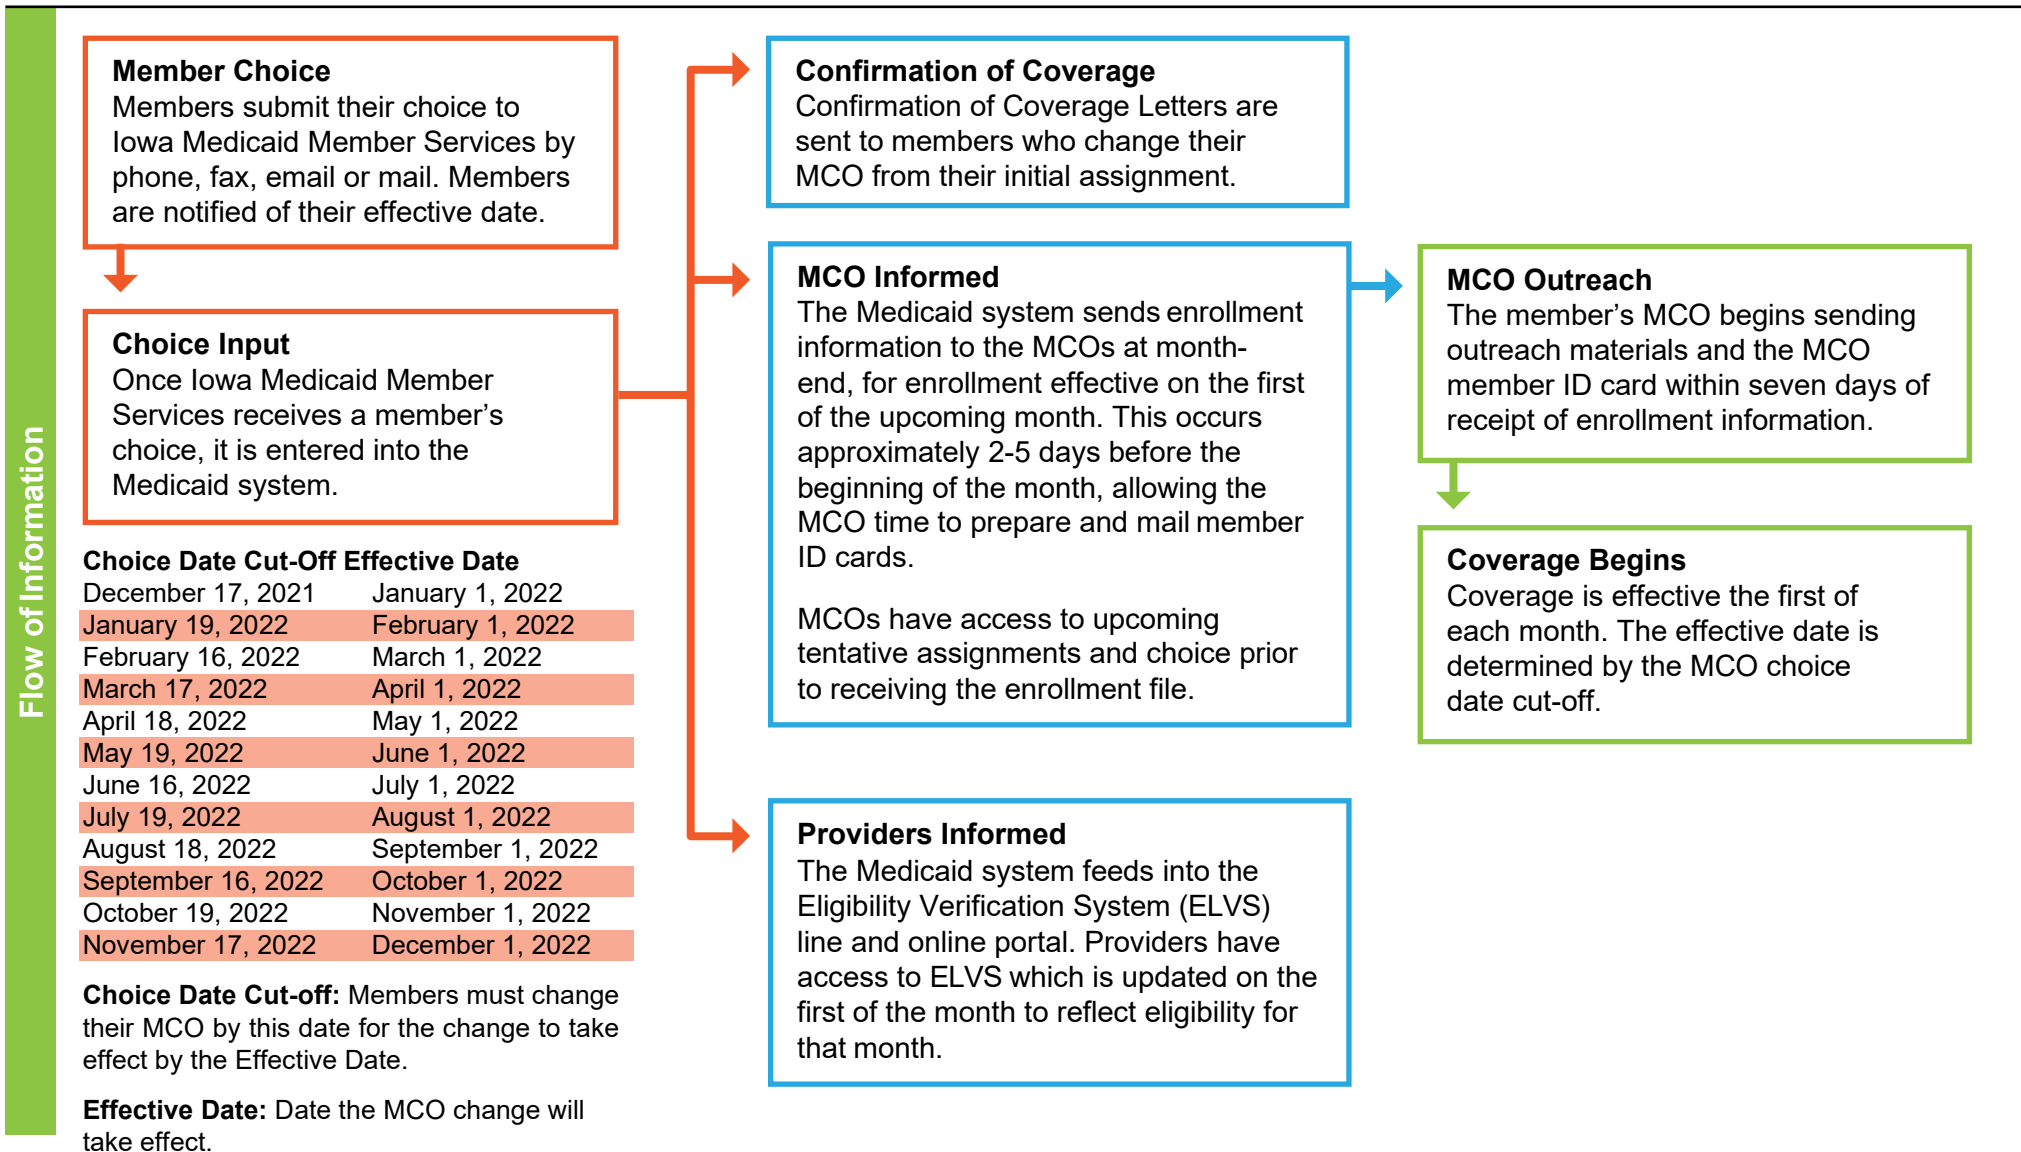 Flow of Information
Member Choice
Members submit their choice to
Iowa Medicaid Member Services by
phone, fax, email or mail. Members
are notified of their effective date.
Choice Input
Once Iowa Medicaid Member
Services receives a member’s
choice, it is entered into the
Medicaid system.
Choice Date Cut-Off Effective Date
December 17, 2021 January 1, 2022
January 19, 2022 February 1, 2022
February 16, 2022 March 1, 2022
March 17, 2022 April 1, 2022
April 18, 2022 May 1, 2022
May 19, 2022 June 1, 2022
June 16, 2022 July 1, 2022
July 19, 2022 August 1, 2022
August 18, 2022 September 1, 2022
September 16, 2022 October 1, 2022
October 19, 2022 November 1, 2022
November 17, 2022 December 1, 2022
Choice Date Cut-off: Members must change
their MCO by this date for the change to take
effect by the Effective Date.
Effective Date: Date the MCO change will
take effect.
Confirmation of Coverage
Confirmation of Coverage Letters are
sent to members who change their
MCO from their initial assignment.
MCO Informed
The Medicaid system sends enrollment
information to the MCOs at month-
end, for enrollment effective on the first
of the upcoming month. This occurs
approximately 2-5 days before the
beginning of the month, allowing the
MCO time to prepare and mail member
ID cards.
MCOs have access to upcoming
tentative assignments and choice prior
to receiving the enrollment file.
Providers Informed
The Medicaid system feeds into the
Eligibility Verification System (ELVS)
line and online portal. Providers have
access to ELVS which is updated on the
first of the month to reflect eligibility for
that month.
MCO Outreach
The member’s MCO begins sending
outreach materials and the MCO
member ID card within seven days of
receipt of enrollment information.
Coverage Begins
Coverage is effective the first of
each month. The effective date is
determined by the MCO choice
date cut-off.